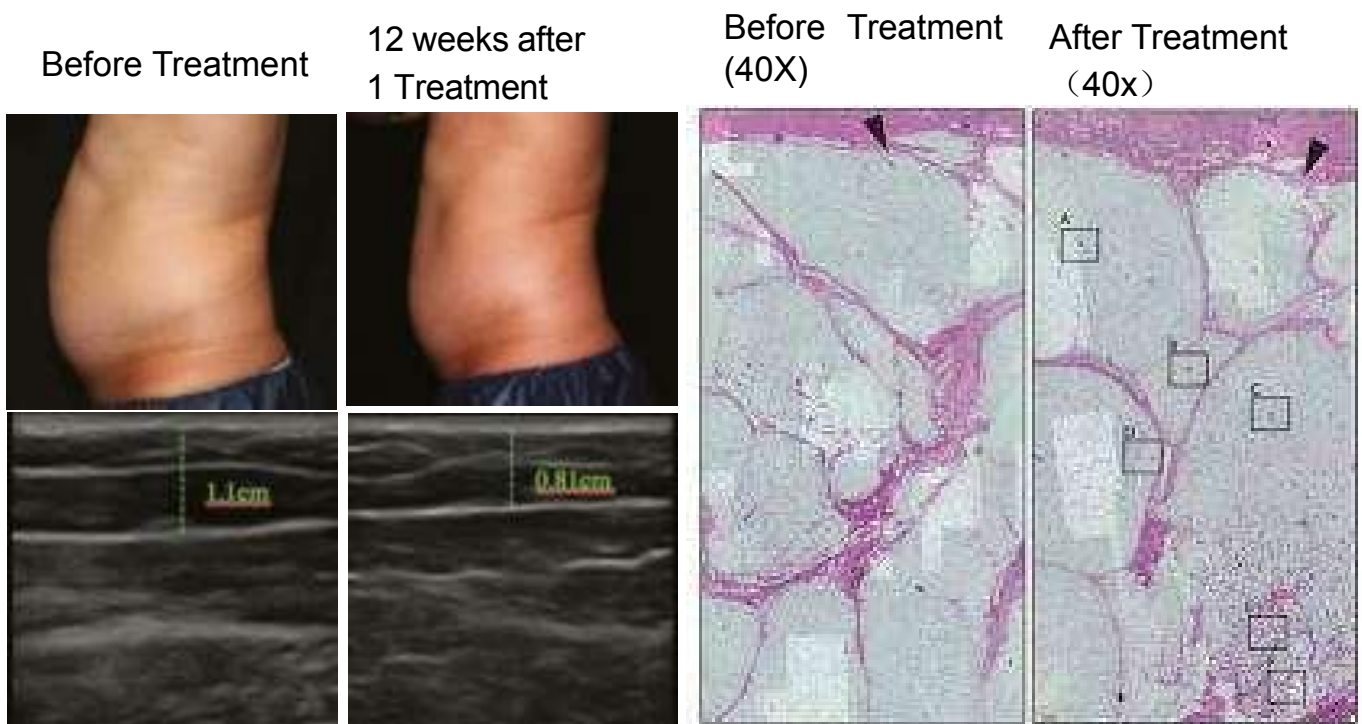 Before Treatment
12 weeks after
1 Treatment
Before Treatment
(40X)
After Treatment
（40x）
1.1cm
0.81cm
A
B
C
D